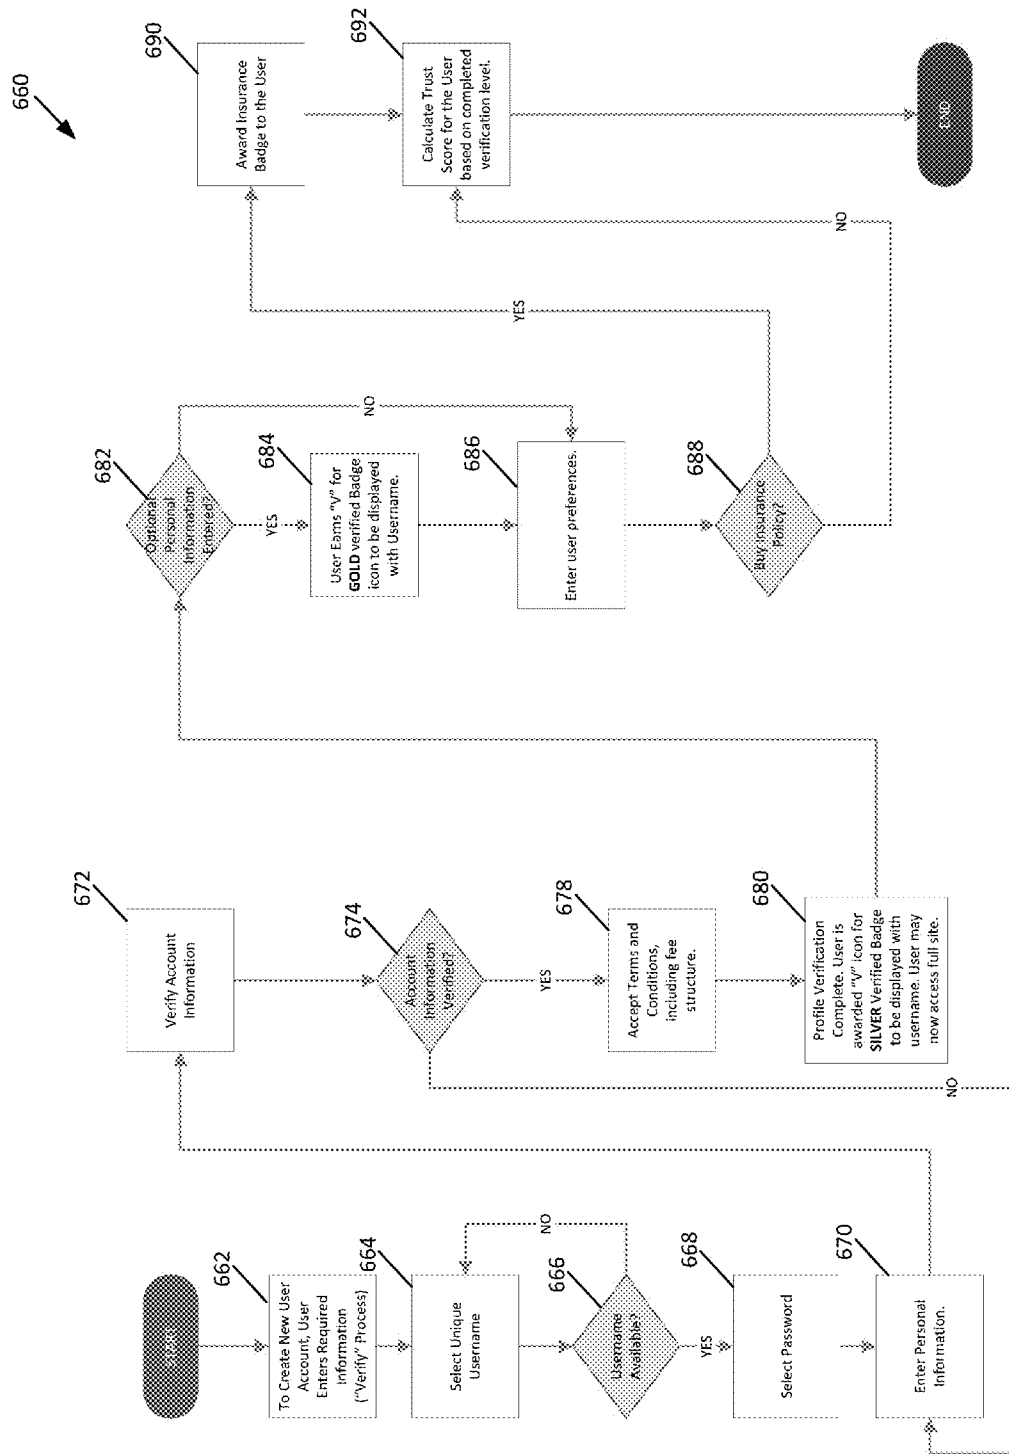 660
START
662
To Create New User
Account, User
Enters Required
Information
("Verify" Process)
664
Select Unique
Username
666
Username
Available?
NO
YES
668
Select Password
670
Enter Personal
Information.
672
Verify Account
Information
674
Account
Information
Verified?
NO
YES
678
Accept Terms and
Conditions,
including fee
structure.
680
Profile Verification
Complete. User is
awarded "V" icon for
SILVER Verified Badge
to be displayed with
username. User may
now access full site.
682
Optional
Personal
Information
Entered?
NO
YES
684
User Earns "V" for
GOLD verified Badge
icon to be displayed
with Username.
686
Enter user preferences.
688
Buy Insurance
Policy?
YES
NO
690
Award Insurance
Badge to the User
692
Calculate Trust
Score for the User
based on completed
verification level.
END